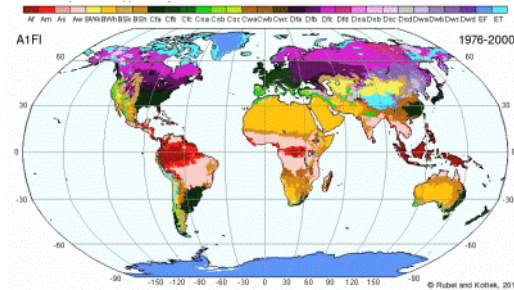 Af Am As Aw BWk BWh BSk BSh Cfa Cfb Cfc Csa Csb Csc Cwa Cwb Cwc Dfa Dfb Dfc Dfd Dsa Dsb Dsc Dsd Dwa Dwb Dwc Dwd EF ET
A1FI 1976-2000
60 60
30 30
0 0
-30 -30
-60 -60
-90 -150 -120 -90 -60 -30 0 30 60 90 120 150 -90